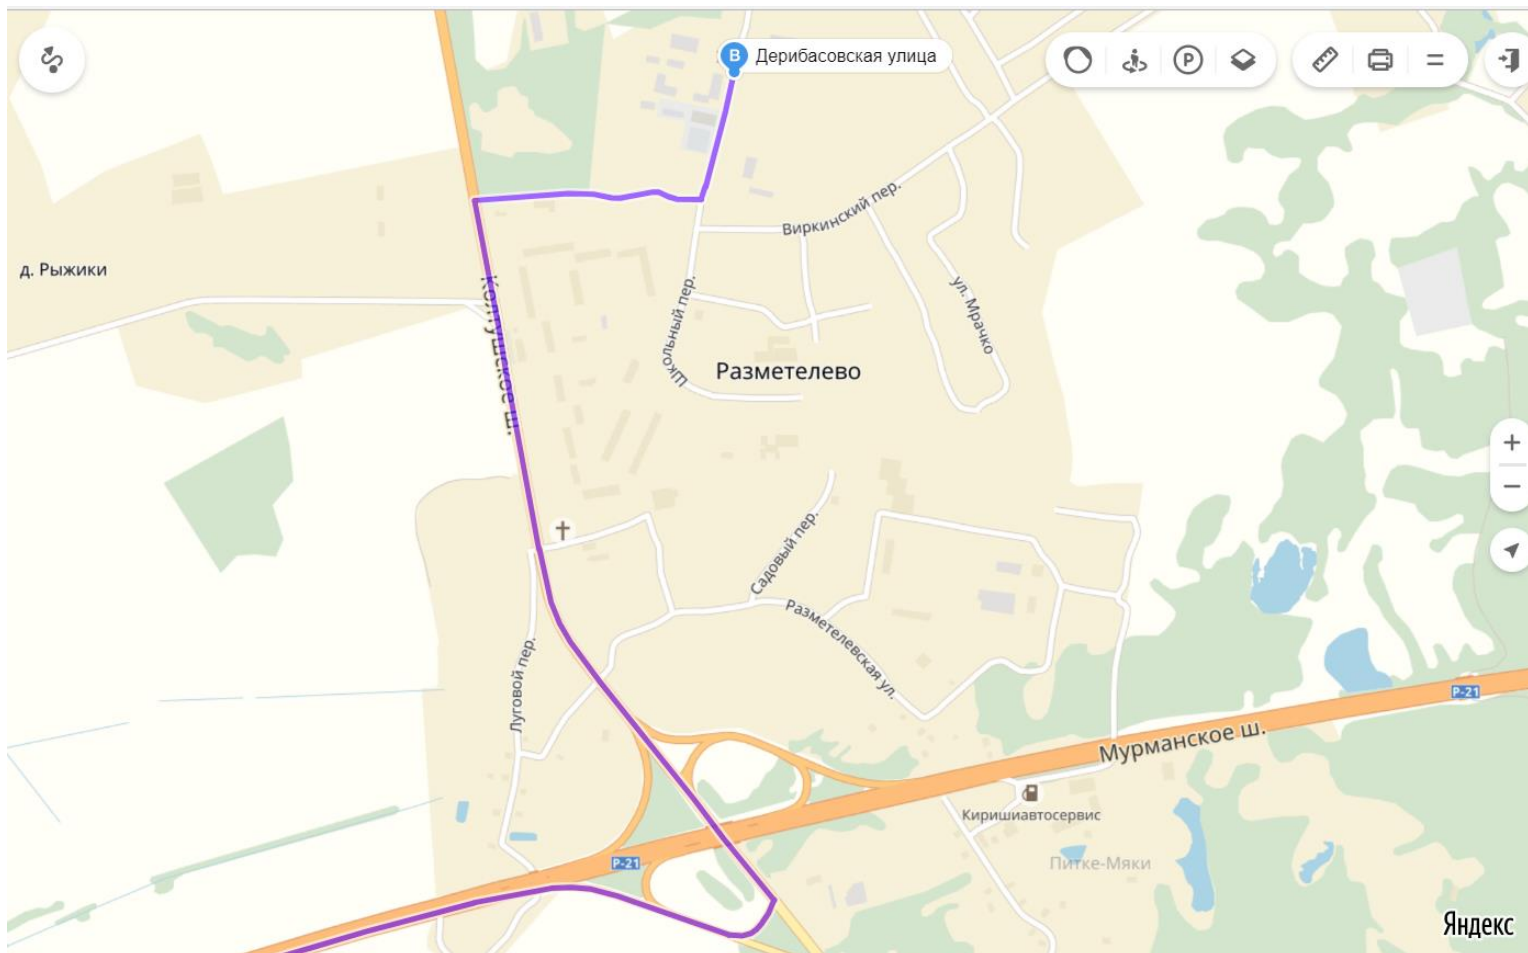 B
Дерибасовская улица
P
=
Виркинский пер.
д. Рыжики
Колтушское ш.
Школьный пер.
ул. Мрачко
Разметелево
+
−
Садовый пер.
Разметелевская ул.
Луговой пер.
Р-21
Мурманское ш.
Киришиавтосервис
Р-21
Питке-Мяки
Яндекс